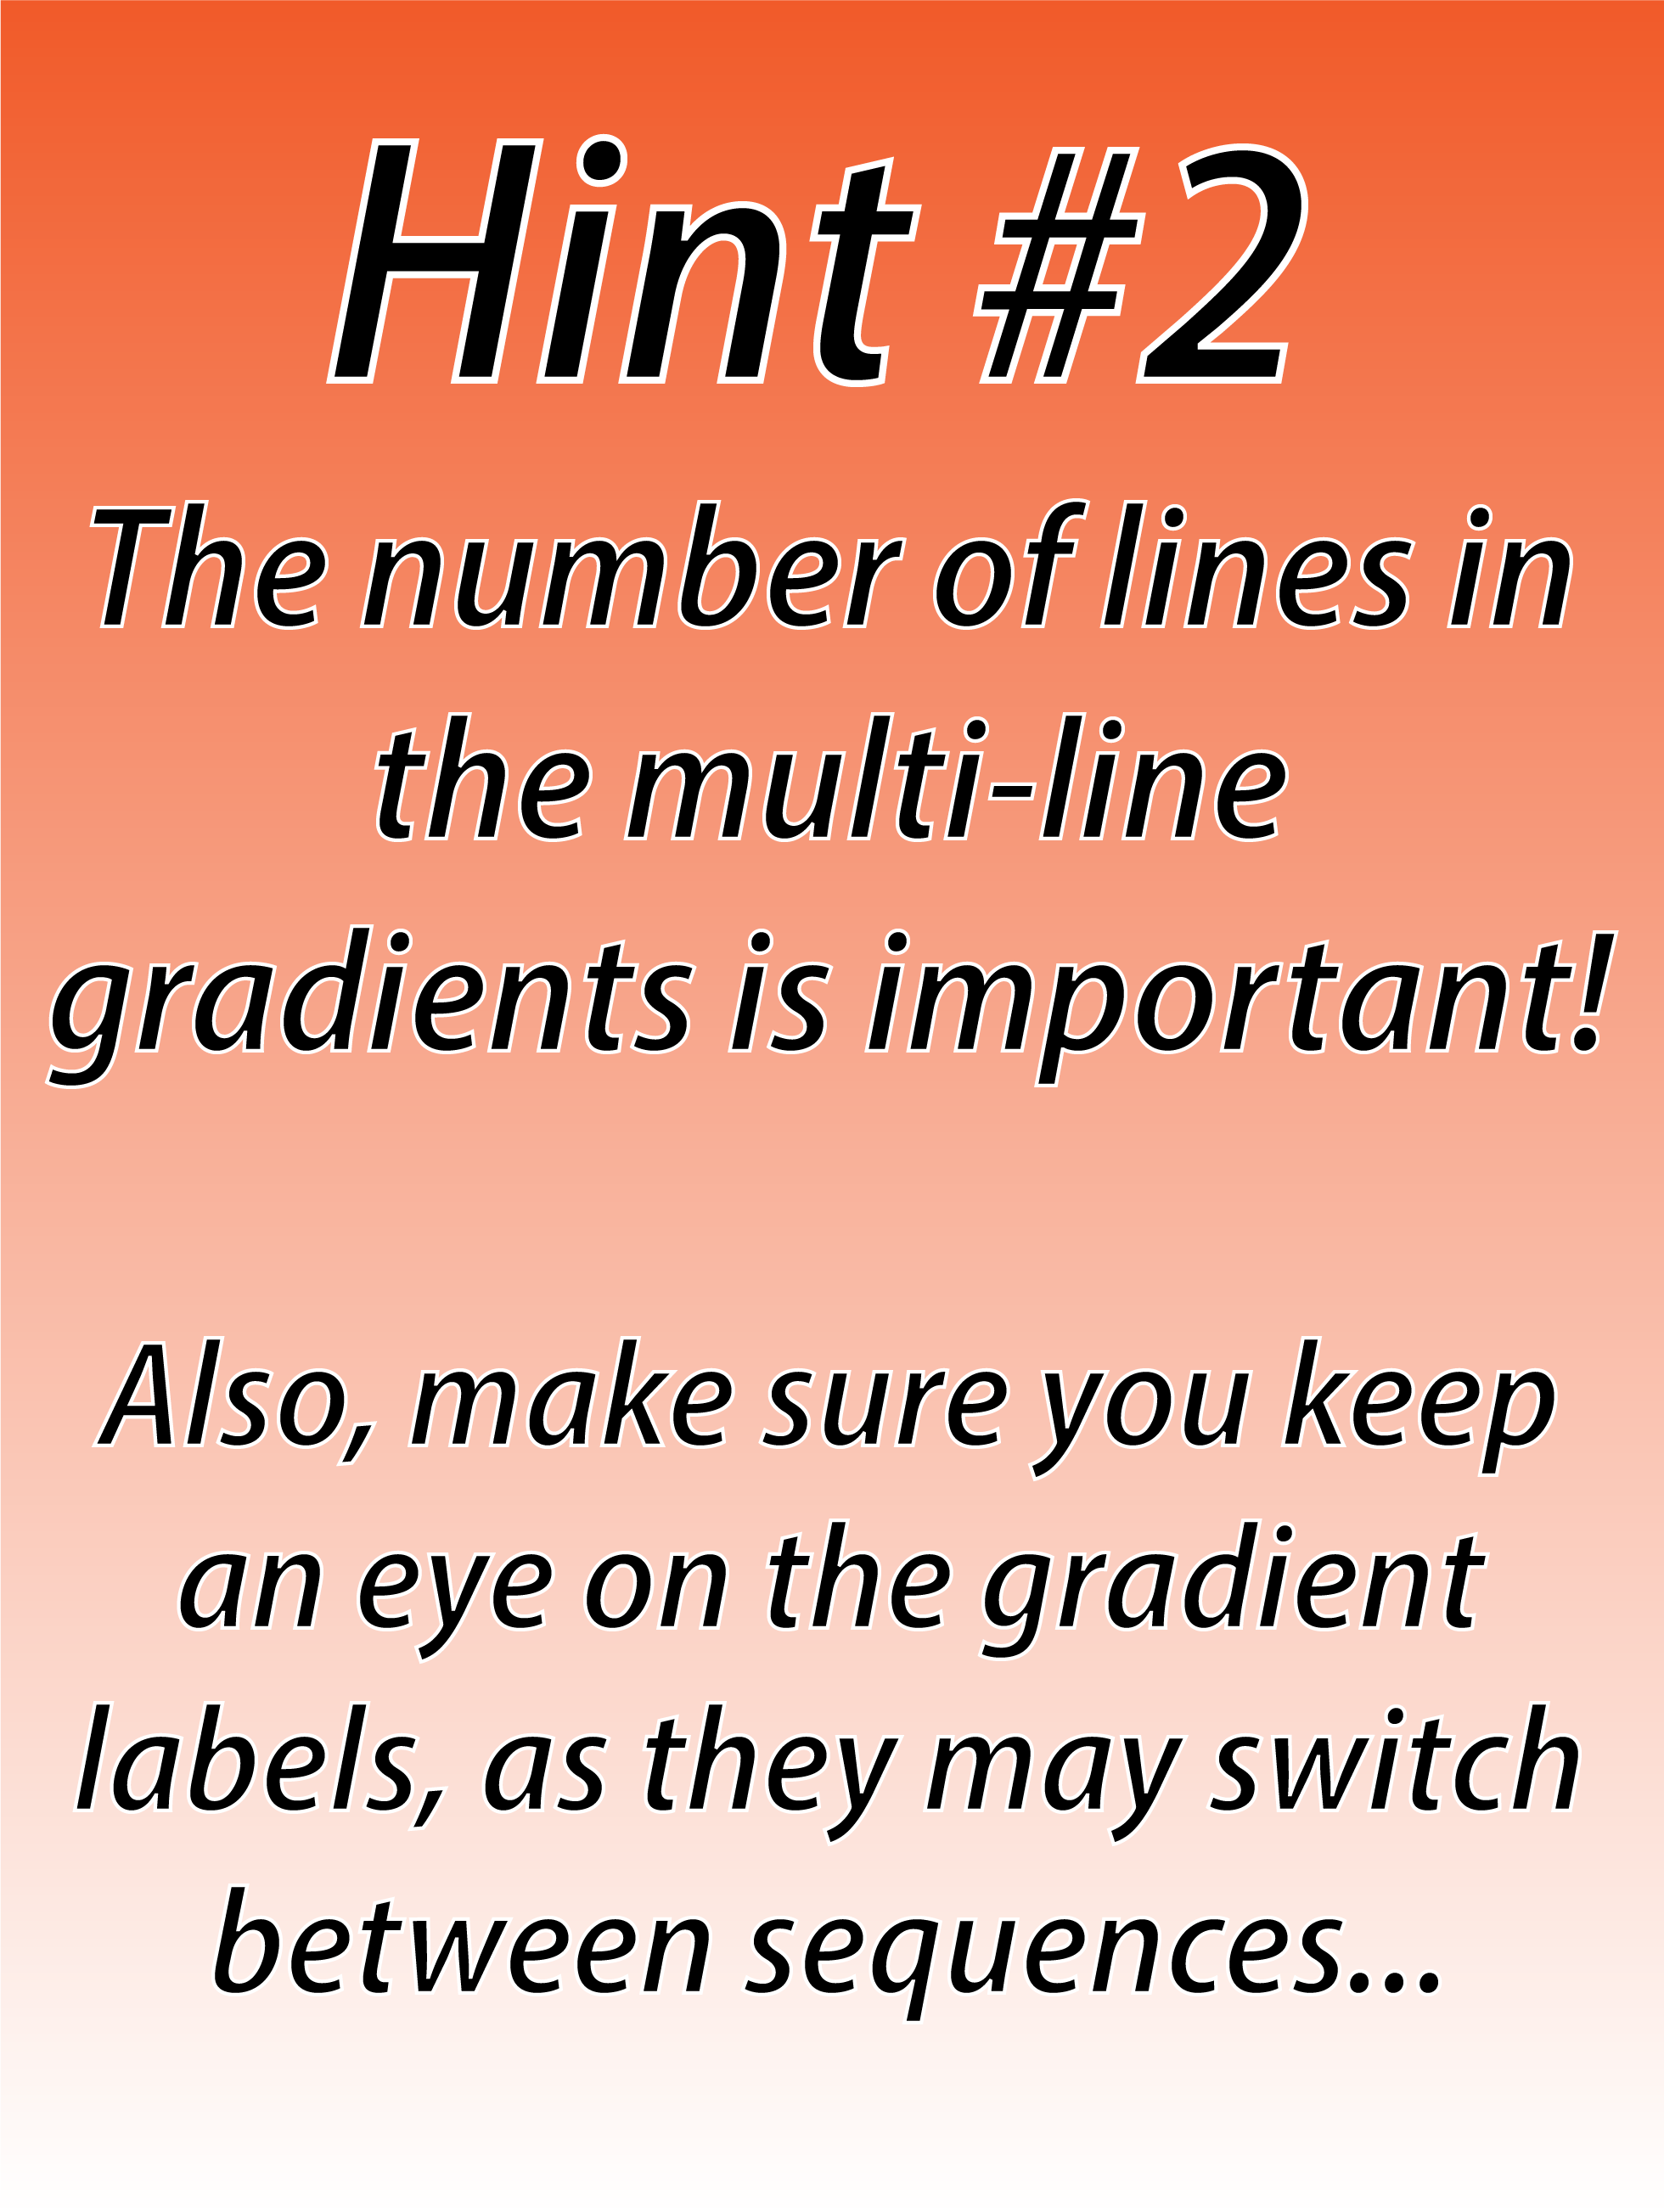 Hint #2
The number of lines in
the multi-line
gradients is important!
Also, make sure you keep
an eye on the gradient
labels, as they may switch
between sequences...